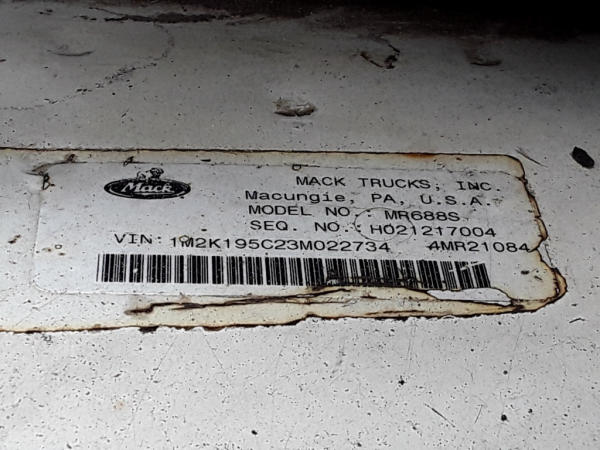 Mack
MACK TRUCKS, INC.
Macungie, PA, U.S.A.
MODEL NO.: MR688S
SEQ. NO.: H021217004
VIN: 1M2K195C23M022734 4MR21084